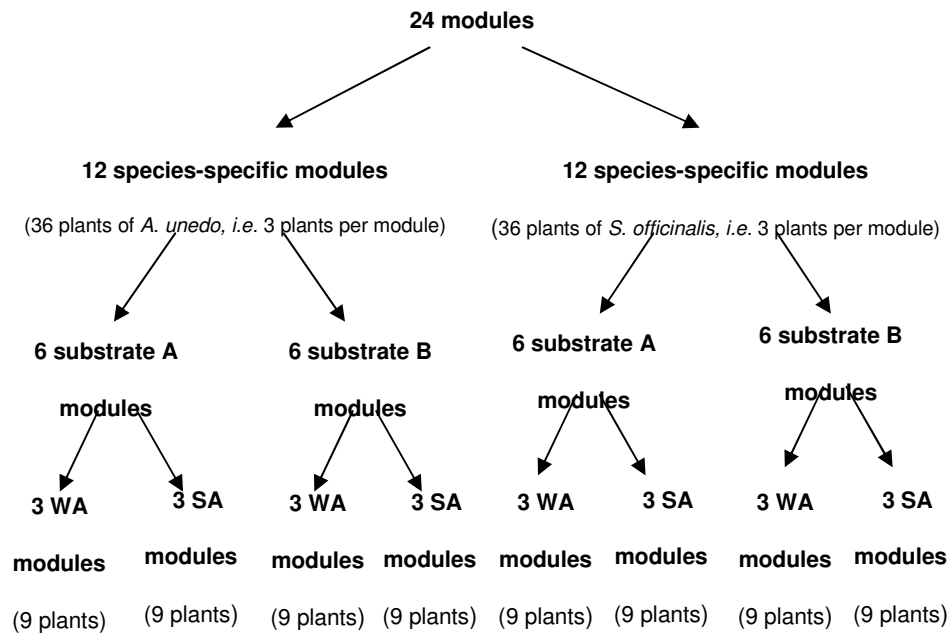 24 modules
12 species-specific modules
12 species-specific modules
(36 plants of A. unedo, i.e. 3 plants per module)
(36 plants of S. officinalis, i.e. 3 plants per module)
6 substrate A
modules
6 substrate B
modules
6 substrate A
modules
6 substrate B
modules
3 WA
modules
(9 plants)
3 SA
modules
(9 plants)
3 WA
modules
(9 plants)
3 SA
modules
(9 plants)
3 WA
modules
(9 plants)
3 SA
modules
(9 plants)
3 WA
modules
(9 plants)
3 SA
modules
(9 plants)